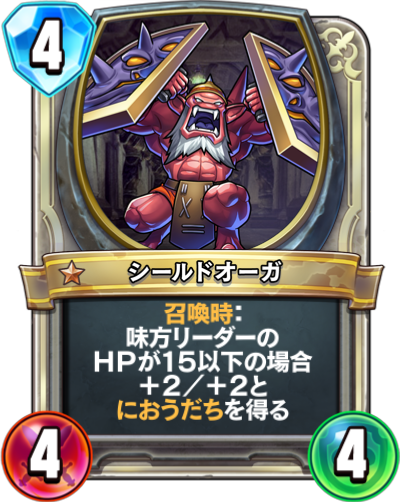 4
シールドオーガ
召喚時：
味方リーダーの
HPが15以下の場合
+2／+2と
におうだちを得る
4
4